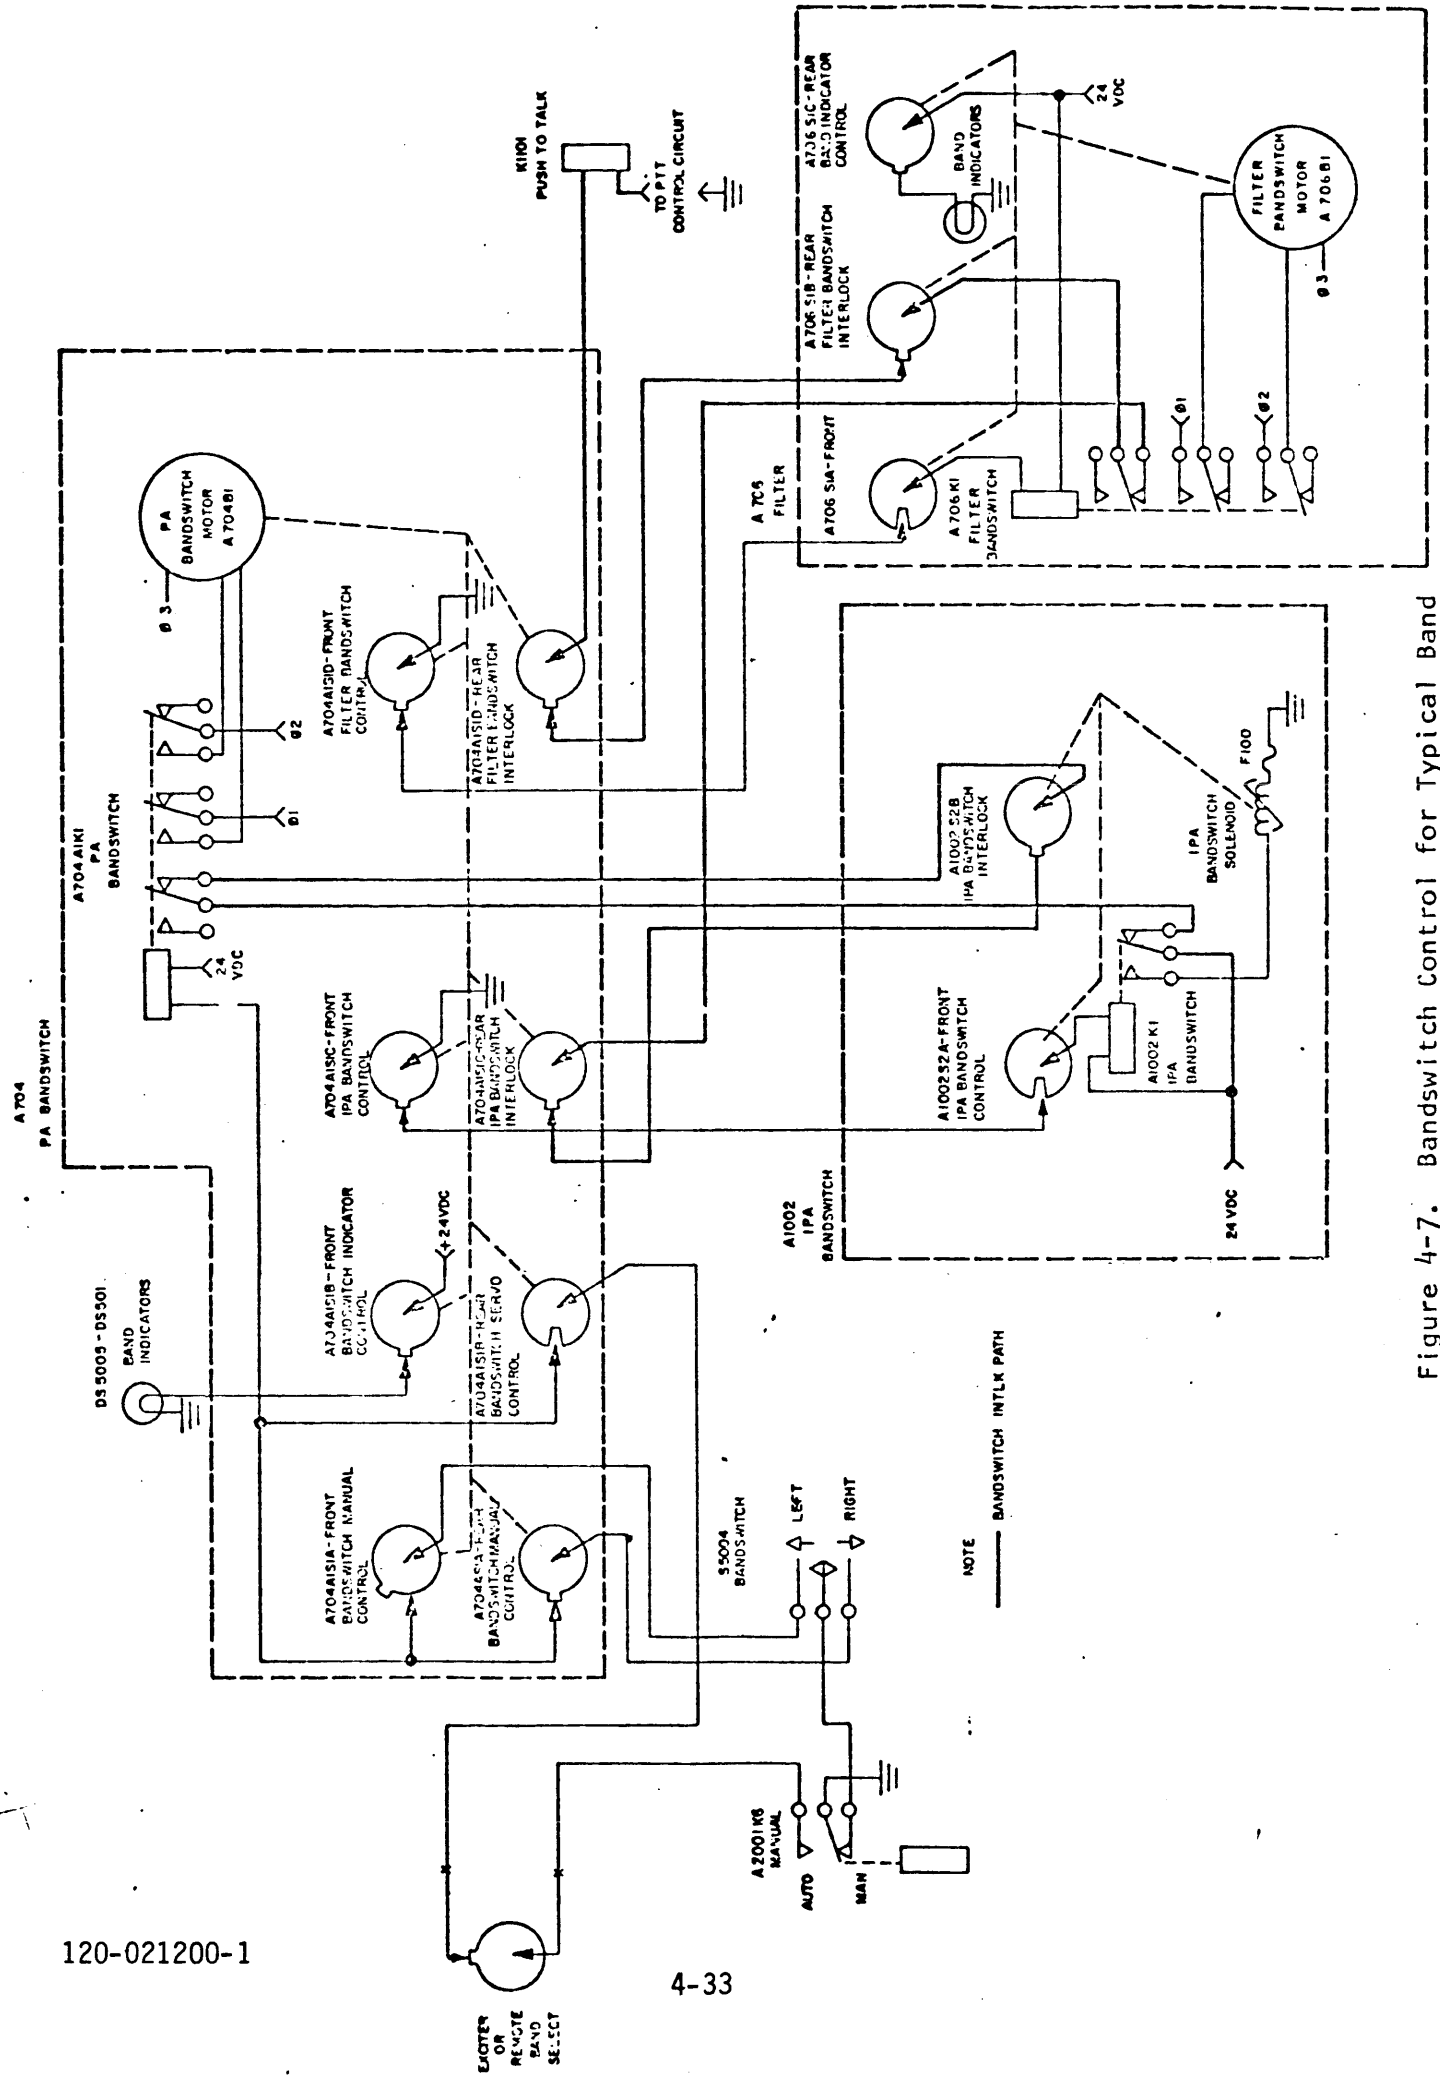 A704
PA BANDSWITCH
A704A1K1
PA
BANDSWITCH
24
VDC
Ø1
Ø2
Ø3
PA
BANDSWITCH
MOTOR
A704B1
DS5005-DS501
BAND
INDICATORS
A704A1S1A-FRONT
BANDSWITCH MANUAL
CONTROL
BANDSWITCH MANUAL
CONTROL
A704A1S1B-FRONT
BANDSWITCH INDICATOR
CONTROL
+24VDC
A704A1S1B-REAR
BANDSWITCH SERVO
CONTROL
A704A1S1C-FRONT
IPA BANDSWITCH
CONTROL
A704A1S1C-REAR
IPA BANDSWITCH
INTERLOCK
A704A1S1D-FRONT
FILTER BANDSWITCH
CONTROL
A704A1S1D-REAR
FILTER BANDSWITCH
INTERLOCK
K1101
PUSH TO TALK
TO PTT
CONTROL CIRCUIT
EXCITER
OR
REMOTE
BAND
SELECT
A2001K6
MANUAL
AUTO
MAN
S5004
BANDSWITCH
LEFT
RIGHT
NOTE
BANDSWITCH INTLK PATH
A1002
IPA
BANDSWITCH
A1002S2A-FRONT
IPA BANDSWITCH
CONTROL
A1002K1
IPA
BANDSWITCH
24 VDC
A1002S2B
IPA BANDSWITCH
INTERLOCK
IPA
BANDSWITCH
SOLENOID
F100
A706
FILTER
A706 S1A-FRONT
A706K1
FILTER
BANDSWITCH
A706 S1B-REAR
FILTER BANDSWITCH
INTERLOCK
A706 S1C-REAR
BAND INDICATOR
CONTROL
BAND
INDICATORS
24
VDC
Ø1
Ø2
Ø3
FILTER
BANDSWITCH
MOTOR
A706B1
Figure 4-7. Bandswitch Control for Typical Band
120-021200-1
4-33